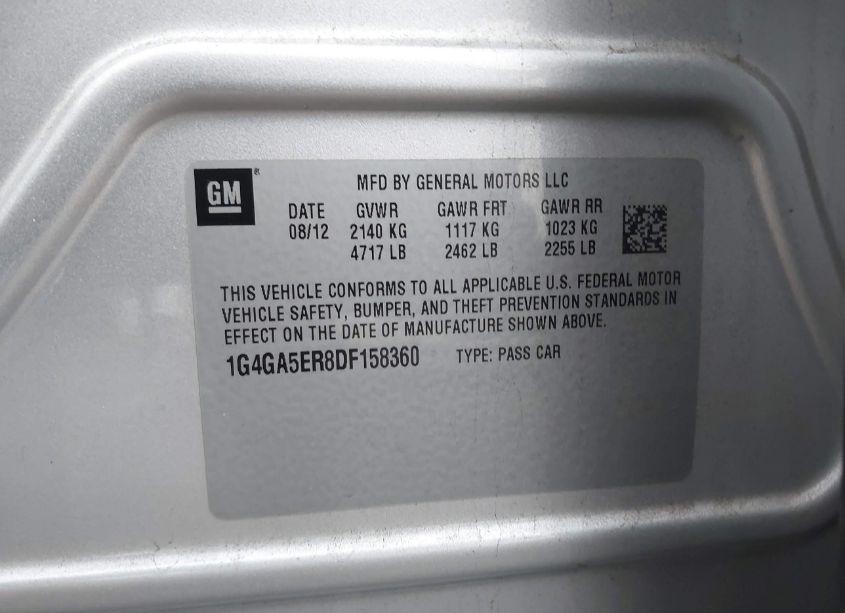 GM
MFD BY GENERAL MOTORS LLC
DATE GVWR GAWR FRT GAWR RR
08/12 2140 KG 1117 KG 1023 KG
4717 LB 2462 LB 2255 LB
THIS VEHICLE CONFORMS TO ALL APPLICABLE U.S. FEDERAL MOTOR
VEHICLE SAFETY, BUMPER, AND THEFT PREVENTION STANDARDS IN
EFFECT ON THE DATE OF MANUFACTURE SHOWN ABOVE.
1G4GA5ER8DF158360 TYPE: PASS CAR